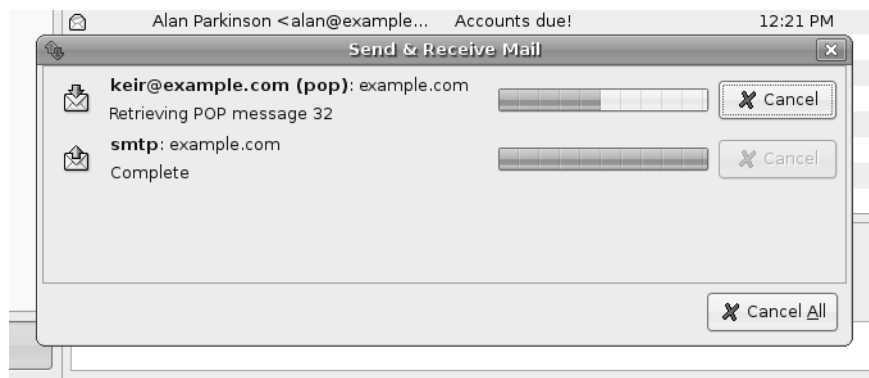 Alan Parkinson <alan@example... Accounts due! 12:21 PM
Send & Receive Mail
keir@example.com (pop): example.com
Retrieving POP message 32
Cancel
smtp: example.com
Complete
Cancel
Cancel All